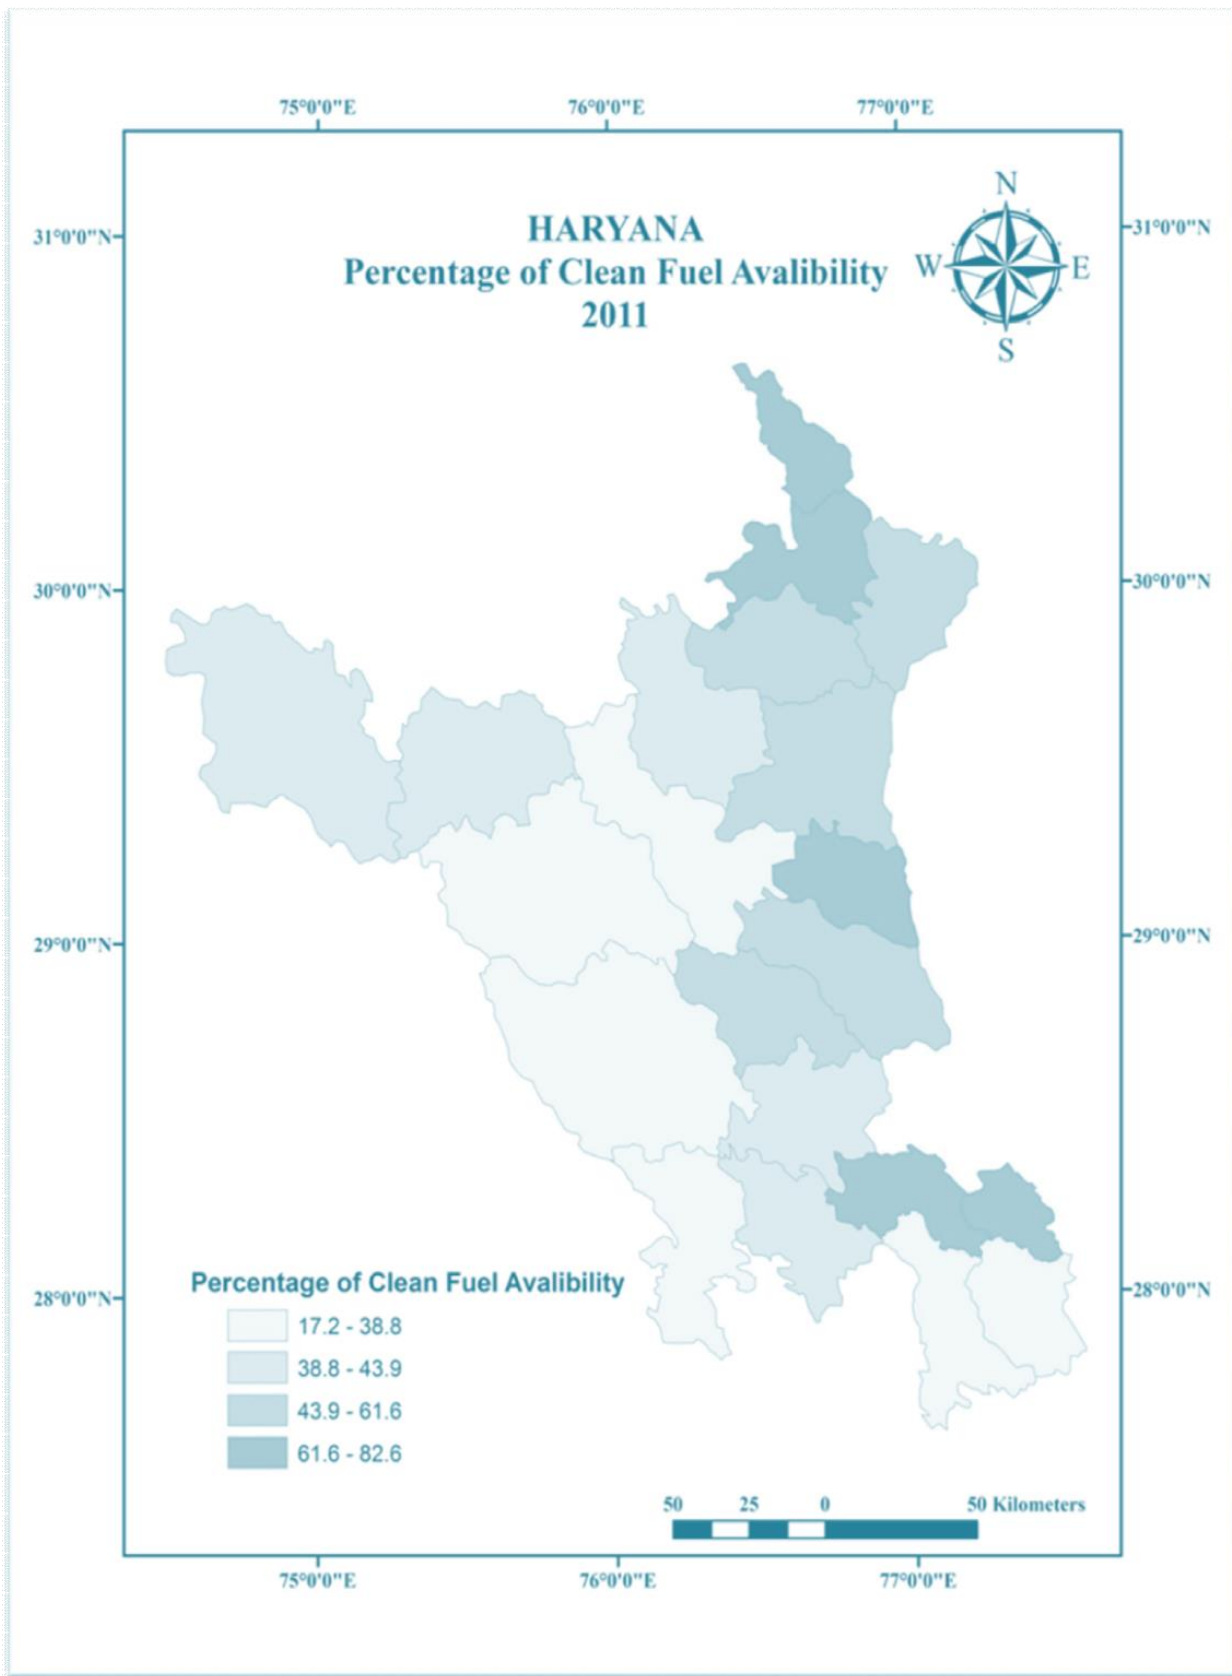 75°0'0"E 76°0'0"E 77°0'0"E
N
HARYANA
31°0'0"N 31°0'0"N
Percentage of Clean Fuel Avalibility
W E
2011
S
30°0'0"N 30°0'0"N
29°0'0"N 29°0'0"N
Percentage of Clean Fuel Avalibility
28°0'0"N 28°0'0"N
17.2 - 38.8
38.8 - 43.9
43.9 - 61.6
61.6 - 82.6
50 25 0 50 Kilometers
75°0'0"E 76°0'0"E 77°0'0"E